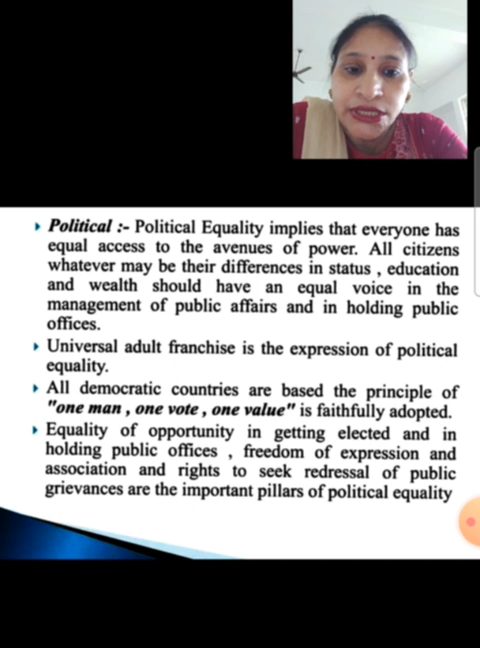 Political :- Political Equality implies that everyone has
equal access to the avenues of power. All citizens
whatever may be their differences in status , education
and wealth should have an equal voice in the
management of public affairs and in holding public
offices.
Universal adult franchise is the expression of political
equality.
All democratic countries are based the principle of
"one man , one vote , one value" is faithfully adopted.
Equality of opportunity in getting elected and in
holding public offices , freedom of expression and
association and rights to seek redressal of public
grievances are the important pillars of political equality